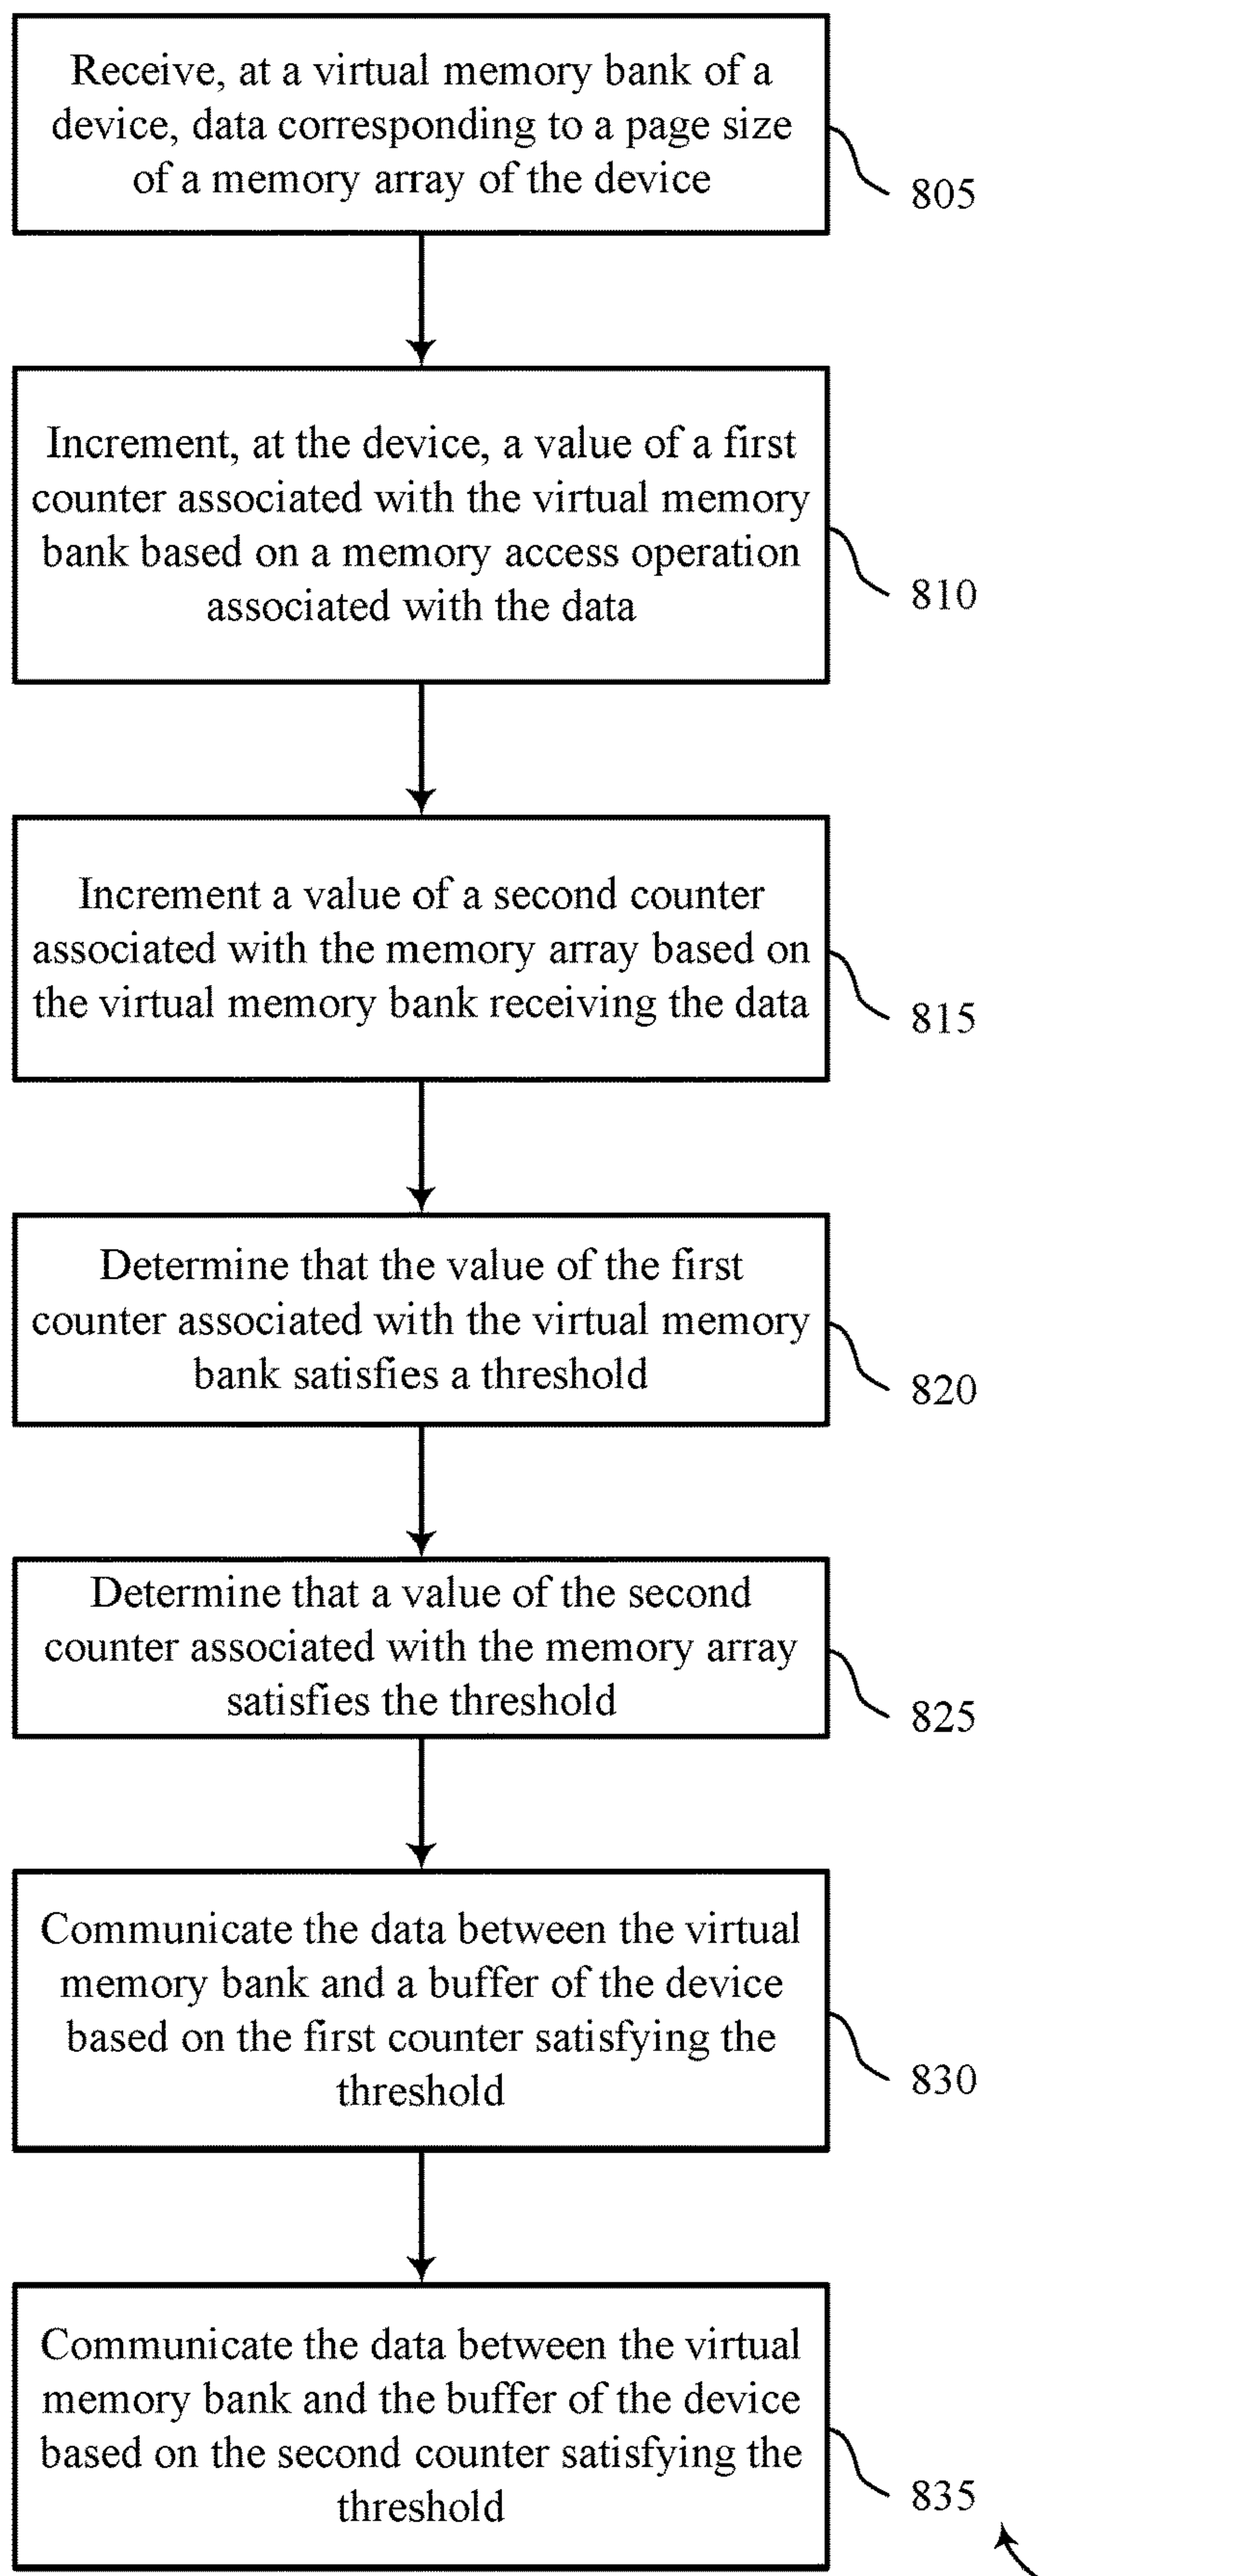 Receive, at a virtual memory bank of a
device, data corresponding to a page size
of a memory array of the device
805
Increment, at the device, a value of a first
counter associated with the virtual memory
bank based on a memory access operation
associated with the data
810
Increment a value of a second counter
associated with the memory array based on
the virtual memory bank receiving the data
815
Determine that the value of the first
counter associated with the virtual memory
bank satisfies a threshold
820
Determine that a value of the second
counter associated with the memory array
satisfies the threshold
825
Communicate the data between the virtual
memory bank and a buffer of the device
based on the first counter satisfying the
threshold
830
Communicate the data between the virtual
memory bank and the buffer of the device
based on the second counter satisfying the
threshold
835